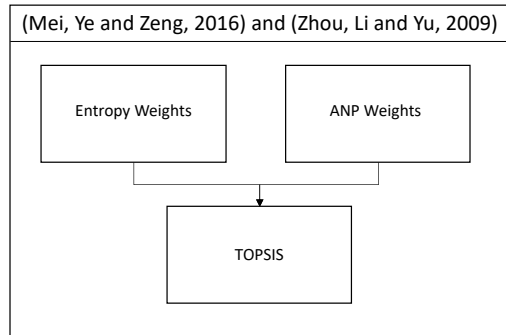 (Mei, Ye and Zeng, 2016) and (Zhou, Li and Yu, 2009)
Entropy Weights
ANP Weights
TOPSIS